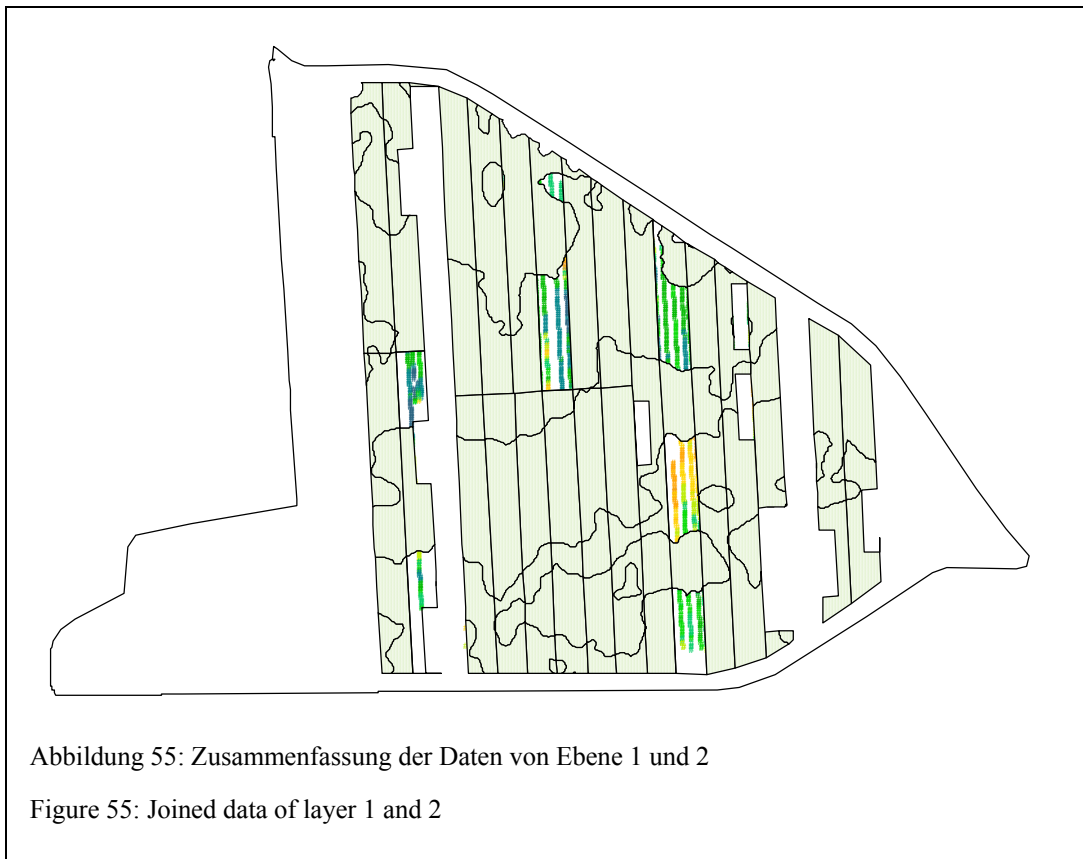 Abbildung 55: Zusammenfassung der Daten von Ebene 1 und 2
Figure 55: Joined data of layer 1 and 2